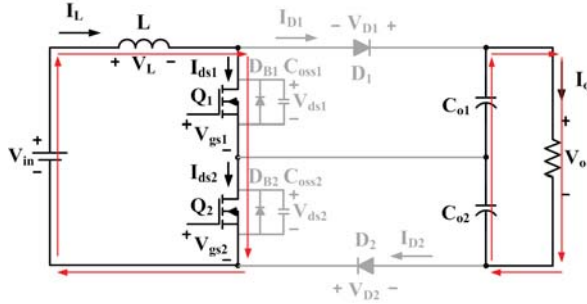 I_L L I_D1 − V_D1 +
+ V_L − D_1
I_ds1 D_B1 C_oss1 I_o
Q_1 + V_ds1 − C_o1 +
V_gs1 −
+ V_in − V_o
I_ds2 D_B2 C_oss2
Q_2 + V_ds2 − C_o2 −
V_gs2 − D_2 I_D2
+ V_D2 −